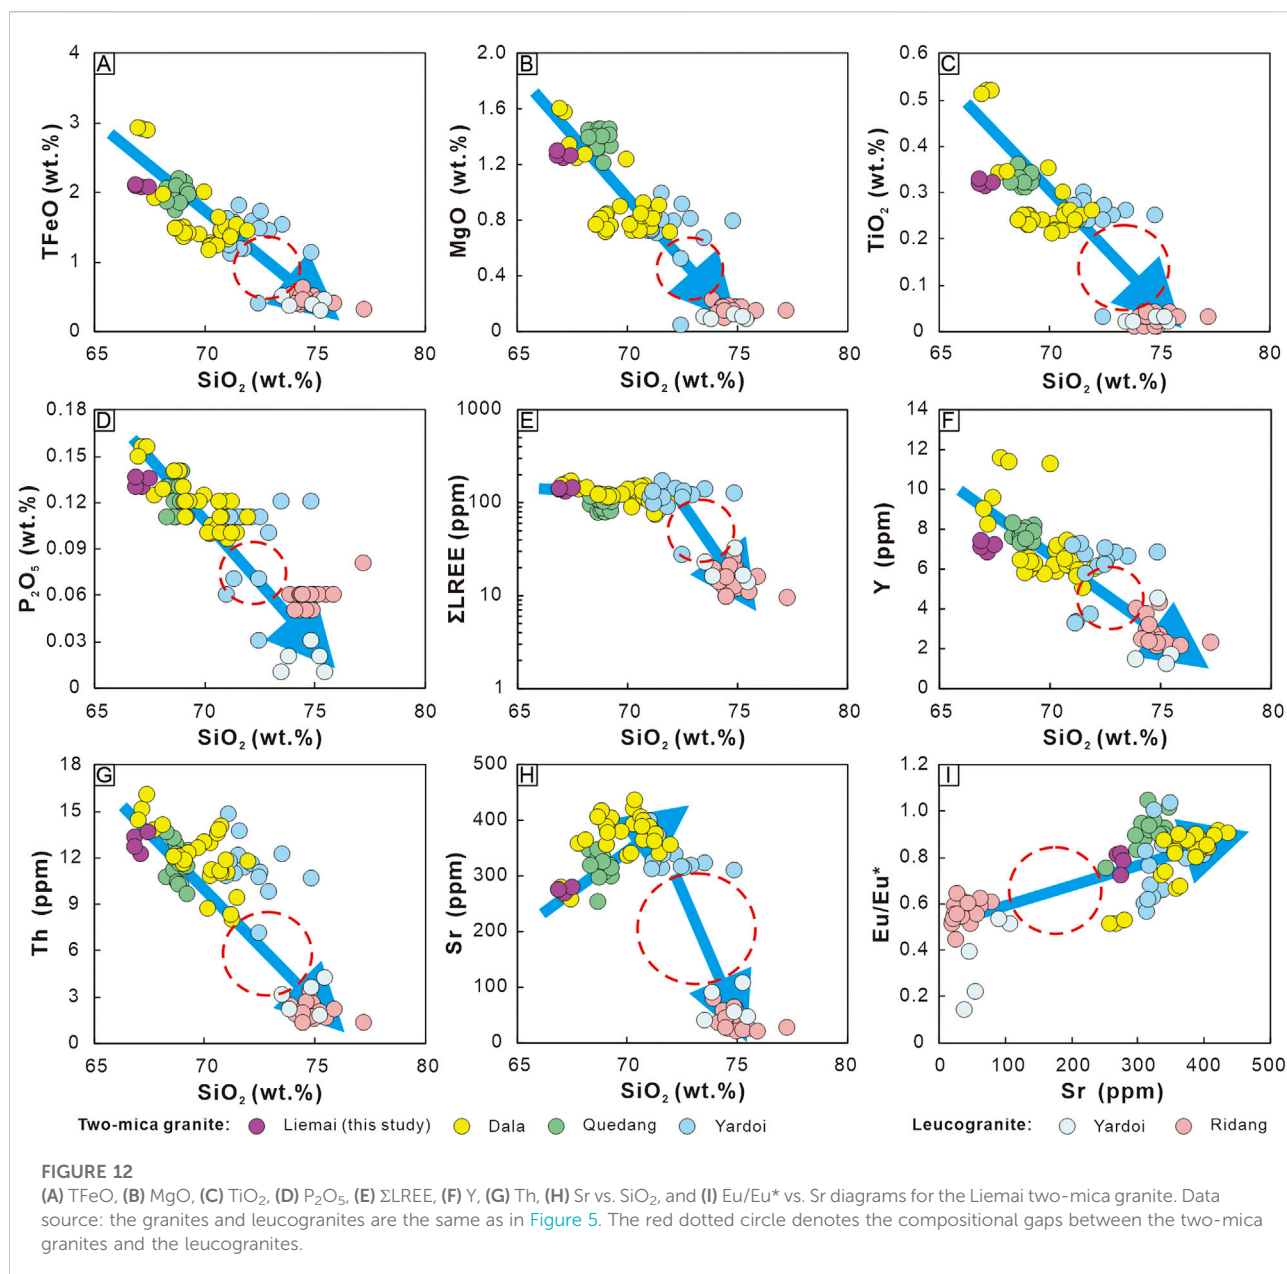 A
TFeO (wt.%)
4
3
2
1
0
65
70
75
80
SiO₂ (wt.%)
B
MgO (wt.%)
2.0
1.6
1.2
0.8
0.4
0
65
70
75
80
SiO₂ (wt.%)
C
TiO₂ (wt.%)
0.6
0.5
0.4
0.3
0.2
0.1
0
65
70
75
80
SiO₂ (wt.%)
D
P₂O₅ (wt.%)
0.18
0.15
0.12
0.09
0.06
0.03
0
65
70
75
80
SiO₂ (wt.%)
E
ΣLREE (ppm)
1000
100
10
1
65
70
75
80
SiO₂ (wt.%)
F
Y (ppm)
14
12
10
8
6
4
2
0
65
70
75
80
SiO₂ (wt.%)
G
Th (ppm)
18
15
12
9
6
3
0
65
70
75
80
SiO₂ (wt.%)
H
Sr (ppm)
500
400
300
200
100
0
65
70
75
80
SiO₂ (wt.%)
I
Eu/Eu*
1.2
1.0
0.8
0.6
0.4
0.2
0
0
100
200
300
400
500
Sr (ppm)
Two-mica granite: Liemai (this study) Dala Quedang Yardoi Leucogranite: Yardoi Ridang
FIGURE 12
(A) TFeO, (B) MgO, (C) TiO₂, (D) P₂O₅, (E) ΣLREE, (F) Y, (G) Th, (H) Sr vs. SiO₂, and (I) Eu/Eu* vs. Sr diagrams for the Liemai two-mica granite. Data
source: the granites and leucogranites are the same as in Figure 5. The red dotted circle denotes the compositional gaps between the two-mica
granites and the leucogranites.